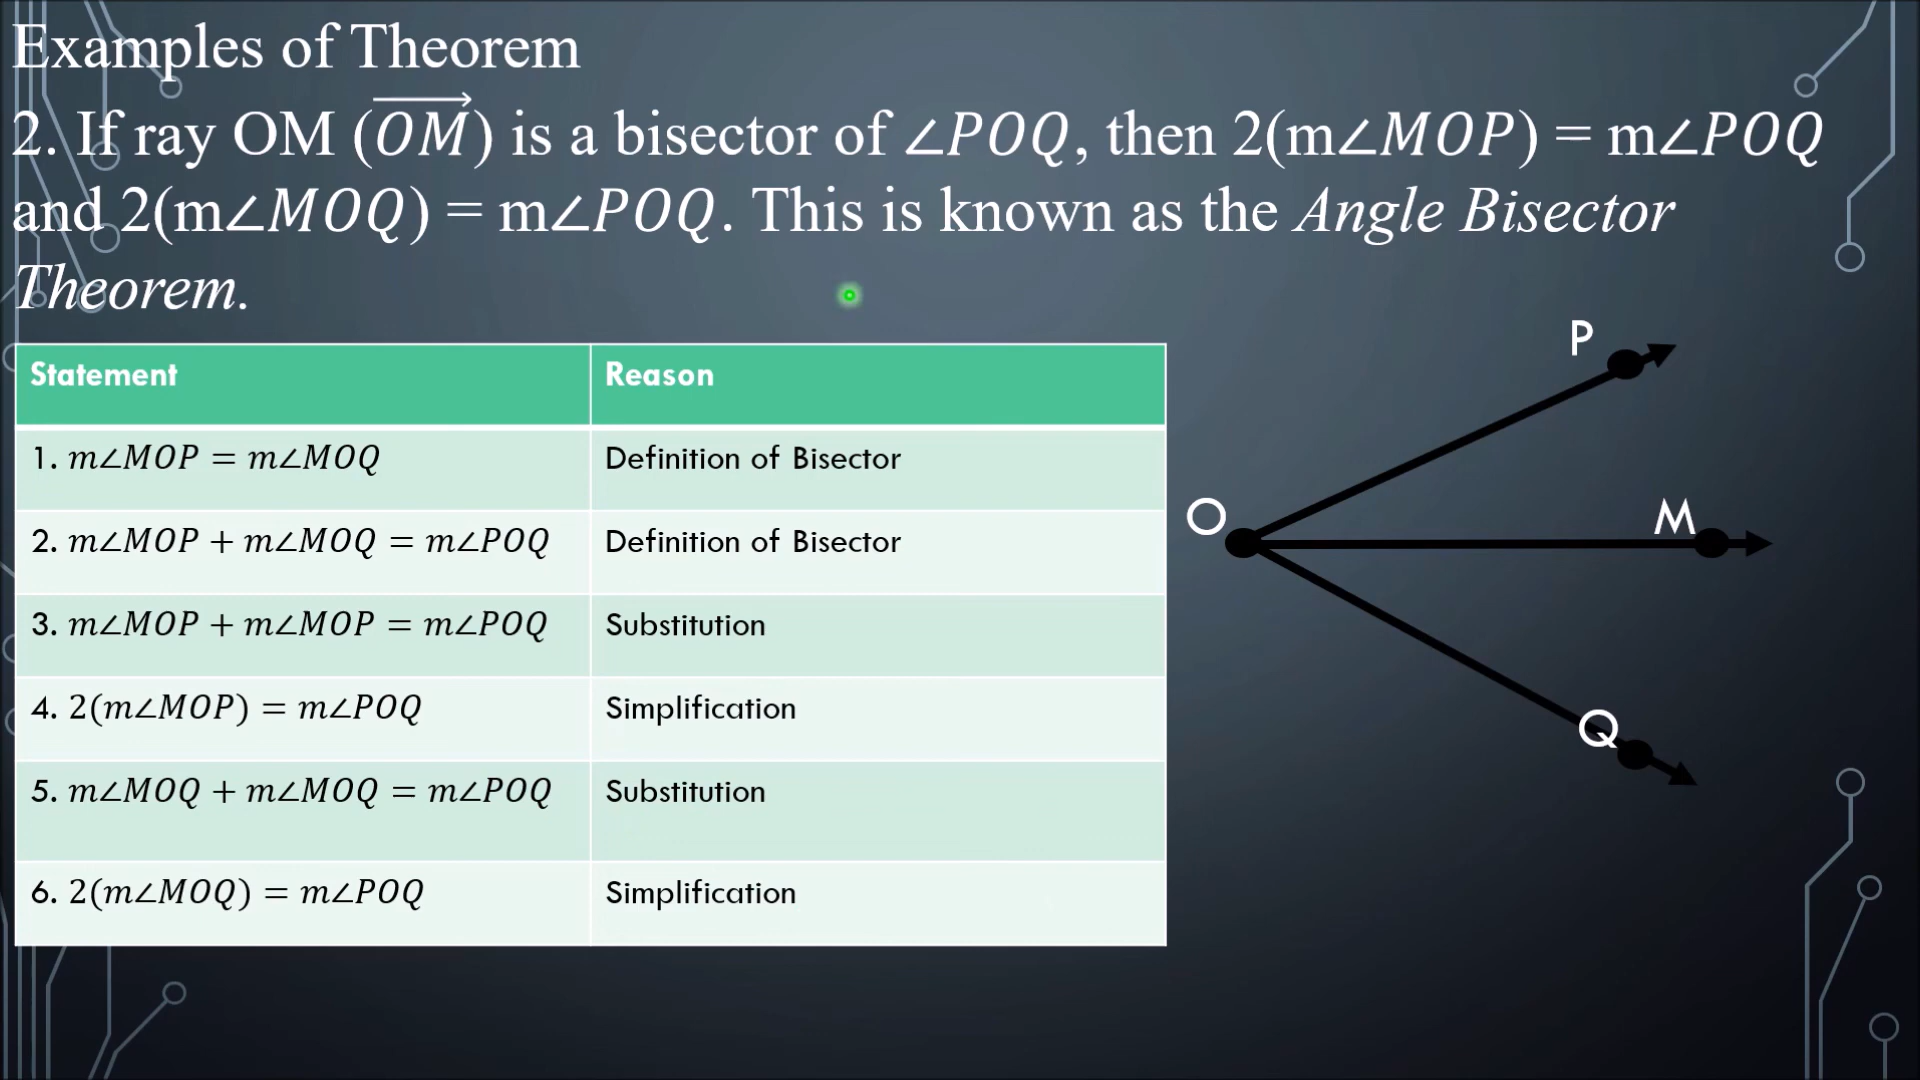 Examples of Theorem
2. If ray OM (\overrightarrow{OM}) is a bisector of ∠POQ, then 2(m∠MOP) = m∠POQ
and 2(m∠MOQ) = m∠POQ. This is known as the Angle Bisector
Theorem.
Statement Reason
1. m∠MOP = m∠MOQ Definition of Bisector
2. m∠MOP + m∠MOQ = m∠POQ Definition of Bisector
3. m∠MOP + m∠MOP = m∠POQ Substitution
4. 2(m∠MOP) = m∠POQ Simplification
5. m∠MOQ + m∠MOQ = m∠POQ Substitution
6. 2(m∠MOQ) = m∠POQ Simplification
P
O
M
Q